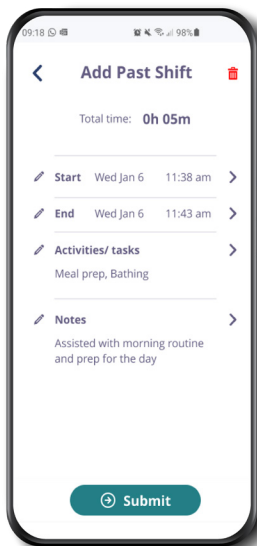 09:18 98%
Add Past Shift
Total time: 0h 05m
Start Wed Jan 6 11:38 am
End Wed Jan 6 11:43 am
Activities/ tasks
Meal prep, Bathing
Notes
Assisted with morning routine
and prep for the day
Submit